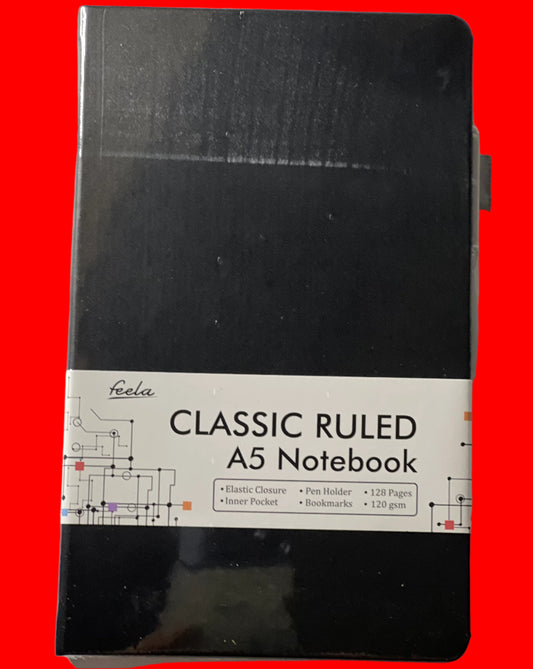 feela
CLASSIC RULED
A5 Notebook
• Elastic Closure • Pen Holder • 128 Pages
• Inner Pocket • Bookmarks • 120 gsm